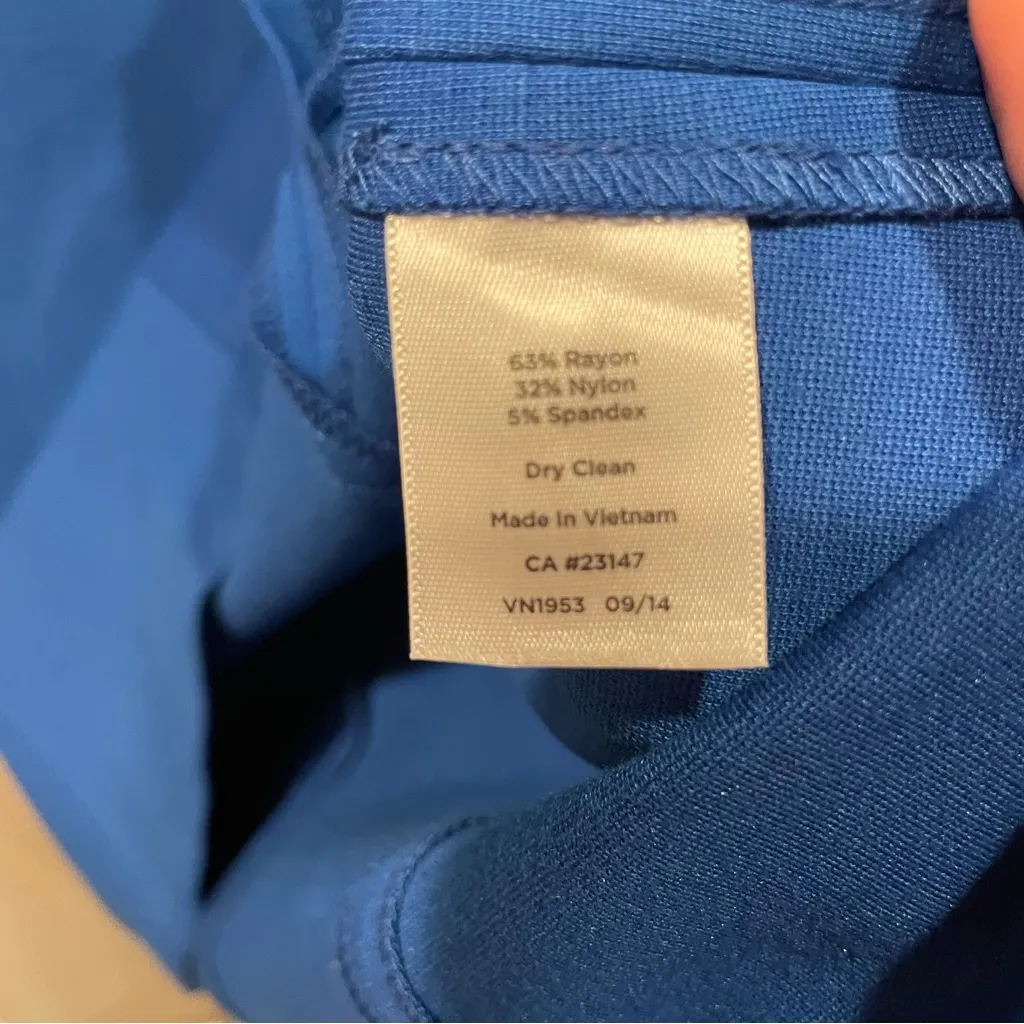 63% Rayon
32% Nylon
5% Spandex
Dry Clean
Made In Vietnam
CA #23147
VN1953 09/14